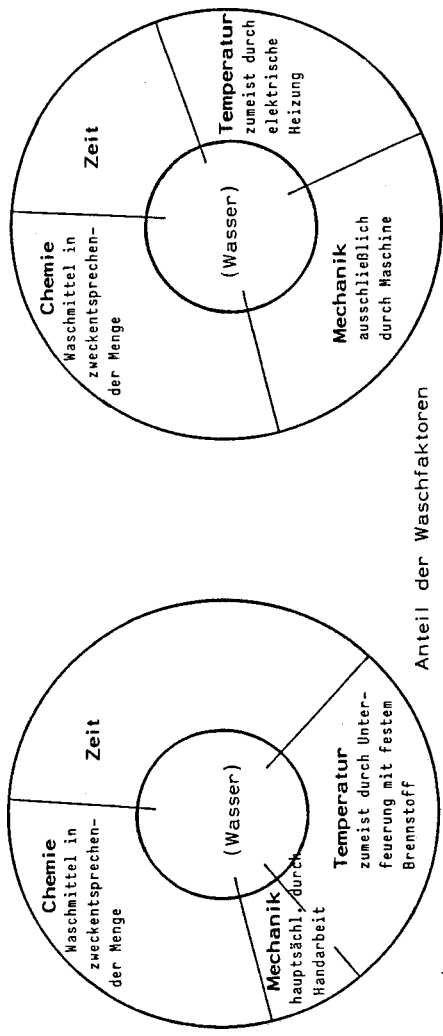 Chemie
Waschmittel in
zweckentsprechen-
der Menge
Zeit
(Wasser)
Mechanik
hauptsächl, durch
Handarbeit
Temperatur
zumeist durch Unter-
feuerung mit festem
Brennstoff
Chemie
Waschmittel in
zweckentsprechen-
der Menge
Zeit
(Wasser)
Temperatur
zumeist durch
elektrische
Heizung
Mechanik
ausschließlich
durch Maschine
Anteil der Waschfaktoren